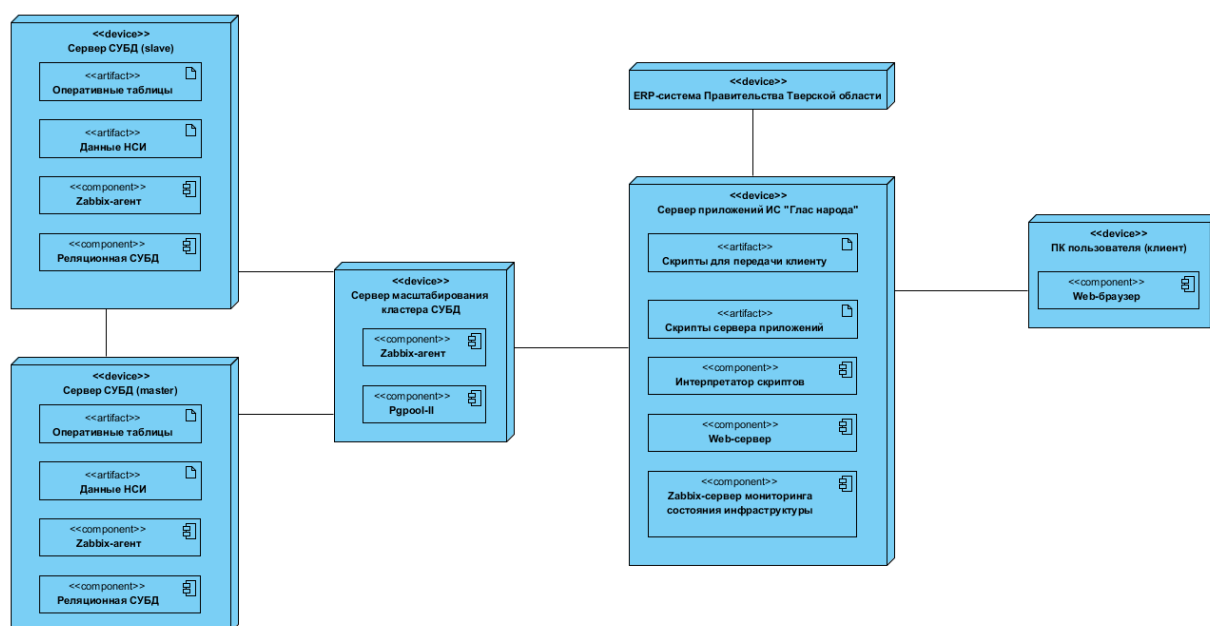 <<device>>
Сервер СУБД (slave)
<<artifact>>
Оперативные таблицы
<<artifact>>
Данные НСИ
<<component>>
Zabbix-агент
<<component>>
Реляционная СУБД
<<device>>
Сервер СУБД (master)
<<artifact>>
Оперативные таблицы
<<artifact>>
Данные НСИ
<<component>>
Zabbix-агент
<<component>>
Реляционная СУБД
<<device>>
Сервер масштабирования
кластера СУБД
<<component>>
Zabbix-агент
<<component>>
Pgpool-II
<<device>>
ERP-система Правительства Тверской области
<<device>>
Сервер приложений ИС "Глас народа"
<<artifact>>
Скрипты для передачи клиенту
<<artifact>>
Скрипты сервера приложений
<<component>>
Интерпретатор скриптов
<<component>>
Web-сервер
<<component>>
Zabbix-сервер мониторинга
состояния инфраструктуры
<<device>>
ПК пользователя (клиент)
<<component>>
Web-браузер